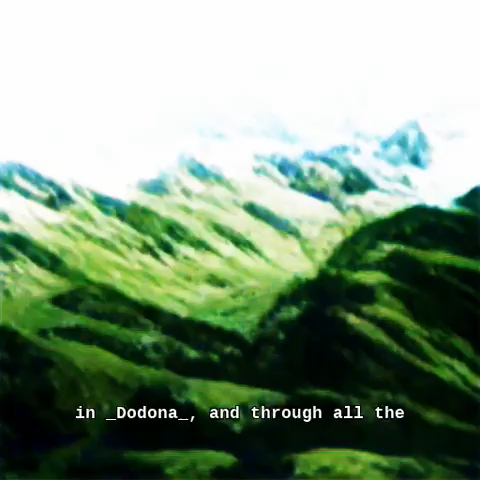 in _Dodona_, and through all the